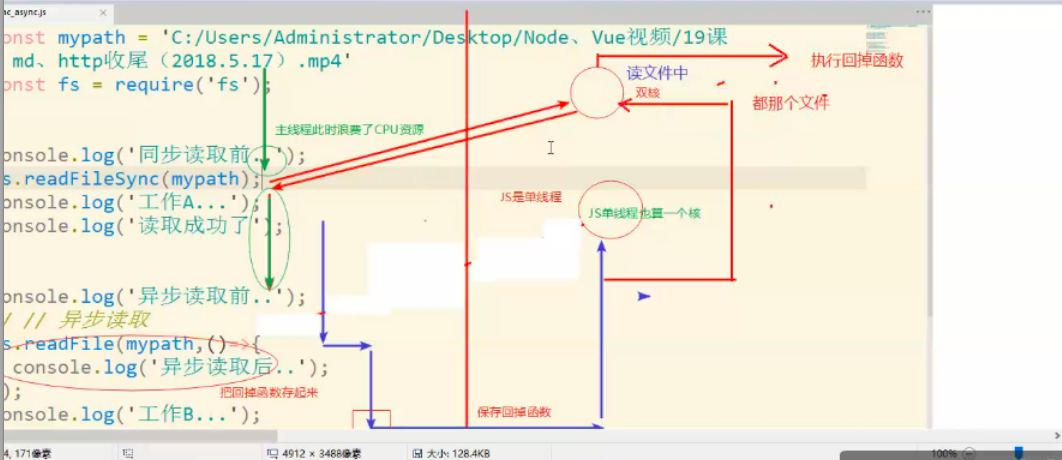 nc_async.js
onst mypath = 'C:/Users/Administrator/Desktop/Node、Vue视频/19课
md、http收尾（2018.5.17）.mp4'
onst fs = require('fs');
执行回掉函数
读文件中
双核
都那个文件
主线程此时浪赛了CPU资源
onsole.log('同步读取前..');
s.readFileSync(mypath);
onsole.log('工作A...');
onsole.log('读取成功了');
JS是单线程
JS单线程也算一个核
onsole.log('异步读取前..');
/ // 异步读取
s.readFile(mypath,()=>{
console.log('异步读取后..');
);
把回掉函数存起来
onsole.log('工作B...');
保存回掉函数
4, 171像素
4912 × 3488像素
大小: 128.4KB
100%